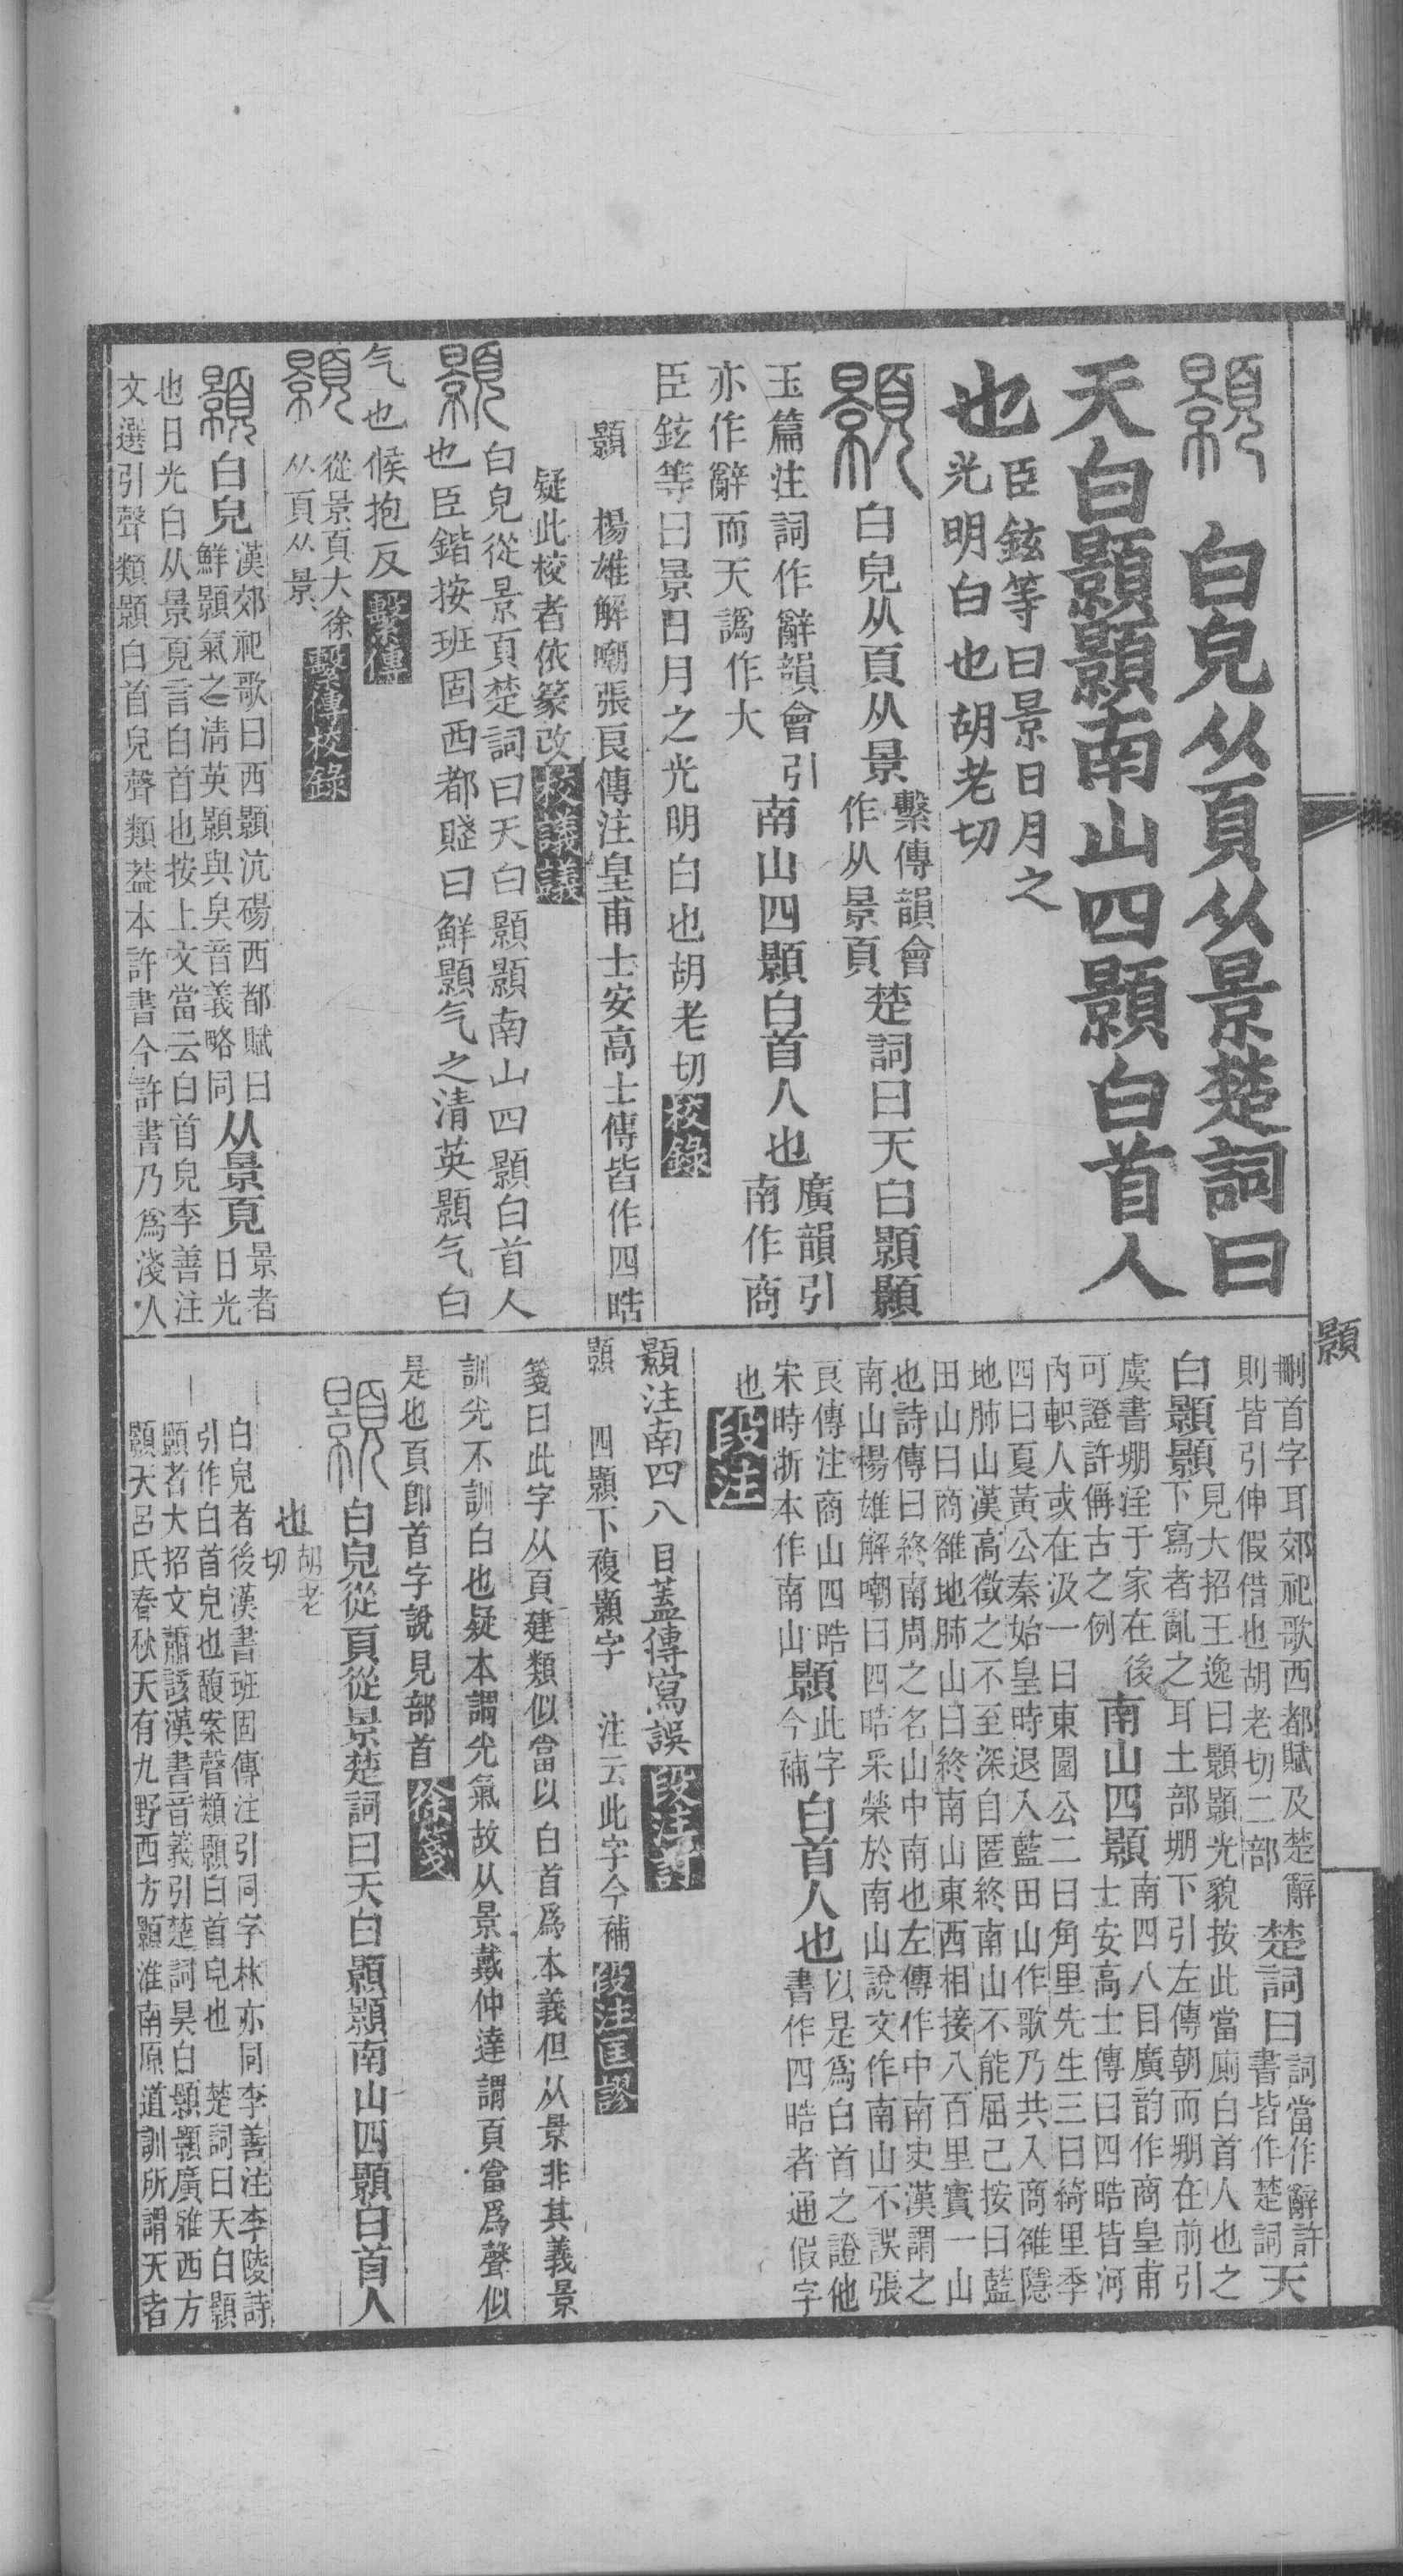 顥　白皃从頁从景楚詞曰
天白顥顥南山四顥白首人
也
臣鉉等曰景日月之
光明白也胡老切
顥
白皃从頁从景
繫傳韻會
作从景頁
楚詞曰天白顥顥
玉篇注詞作辭韻會引
亦作辭而天譌作大
南山四顥白首人也
廣韻引
南作商
臣鉉等曰景日月之光明白也胡老切校錄
顥　楊雄解嘲張良傳注皇甫士安高士傳皆作四晧
疑此校者依篆改校議議
顥
白皃從景頁楚詞曰天白顥顥南山四顥白首人
也臣鍇按班固西都賦曰鮮顥气之清英顥气白
气也候抱反繫傳
顥
從景頁大徐
从頁从景
繫傳校錄
顥
白皃
漢郊祀歌曰西顥沆碭西都賦曰
鮮顥氣之清英顥與臭音義略同
从景頁
景者
日光
也日光白从景頁言白首也按上文當云白首皃李善注
文選引聲類顥白首皃聲類葢本許書今許書乃爲淺人
顥
刪首字耳郊祀歌西都賦及楚辭
則皆引伸假借也胡老切二部
楚詞曰
詞當作辭許
書皆作楚詞
天
白顥顥
見大招王逸曰顥顥光貌按此當廁白首人也之
下寫者亂之耳土部堋下引左傳朝而堋在前引
虞書堋淫于家在後
可證許偁古之例
南山四顥
南四八目廣韵作商皇甫
士安高士傳曰四晧皆河
內軹人或在汲一曰東園公二曰角里先生三曰綺里季
四曰夏黃公秦始皇時退入藍田山作歌乃共入商雒隱
地肺山漢高徵之不至深自匿終南山不能屈己按曰藍
田山曰商雒地肺山曰終南山東西相接八百里實一山
也詩傳曰終南周之名山中南也左傳作中南史漢謂之
南山楊雄解嘲曰四晧采榮於南山說文作南山不誤張
良傳注商山四晧
宋時浙本作南山
顥
此字
今補
白首人也
以是爲白首之證他
書作四晧者通假字
也段注
顥注南四八　目葢傳寫誤段注訂
顥　四顥下複顥字　注云此字今補段注匡謬
箋曰此字从頁建類似當以白首爲本義但从景非其義景
訓光不訓白也疑本謂光氣故从景戴仲達謂頁當爲聲似
是也頁卽首字說見部首徐箋
顥
白皃從頁從景楚詞曰天白顥顥南山四顥白首人
也
胡老
切
白皃者後漢書班固傳注引同字林亦同李善注李陵詩
引作白首皃也馥案聲類顥白首皃也　楚詞曰天白顥
顥者大招文蕭該漢書音義引楚詞昊白顥顥廣雅西方
顥天呂氏春秋天有九野西方顥淮南原道訓所謂天者